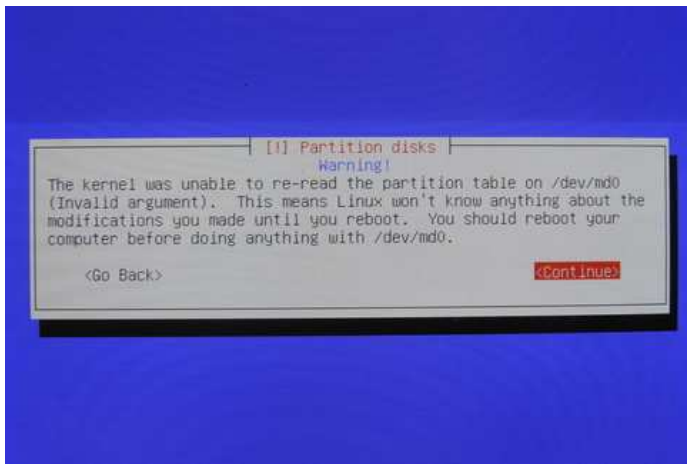 [!] Partition disks
Warning!
The kernel was unable to re-read the partition table on /dev/md0
(Invalid argument).  This means Linux won't know anything about the
modifications you made until you reboot.  You should reboot your
computer before doing anything with /dev/md0.
<Go Back> <Continue>